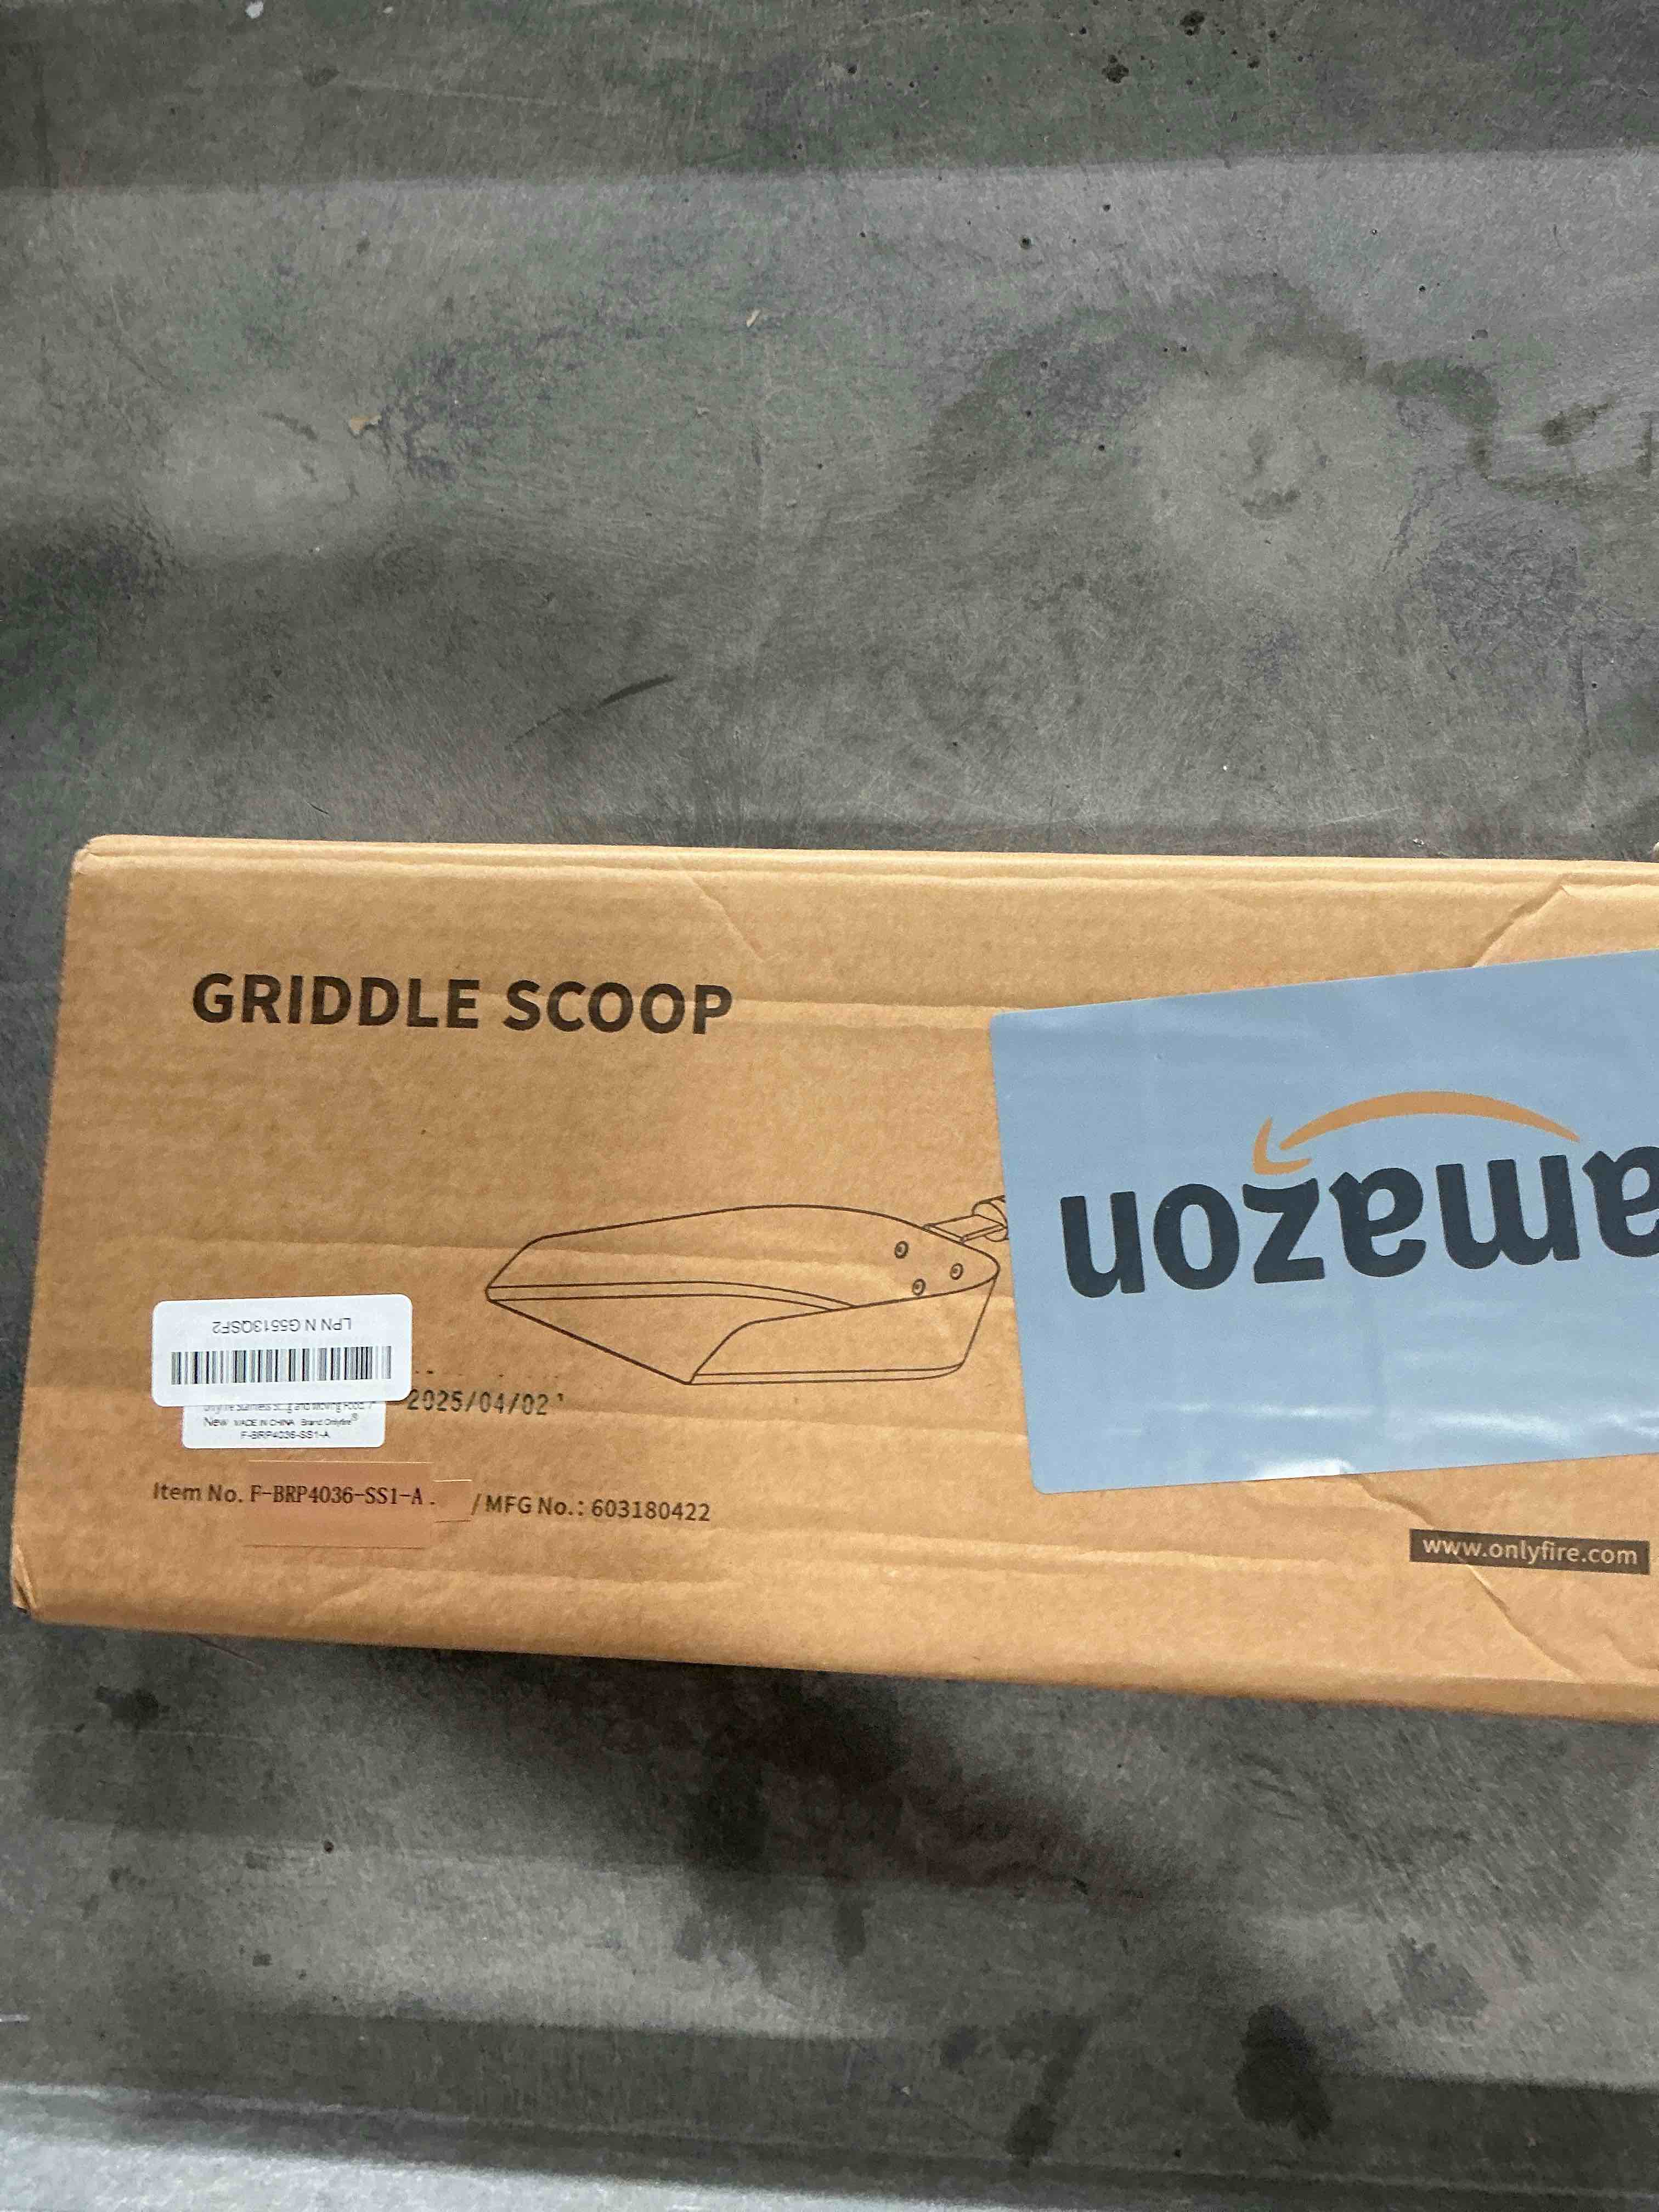 GRIDDLE SCOOP
amazon
LPN N G5513QSF2
2025/04/02
New MADE IN CHINA Brand:Onlyfire®
F-BRP4036-SS1-A
Item No. F-BRP4036-SS1-A. / MFG No.: 603180422
www.onlyfire.com